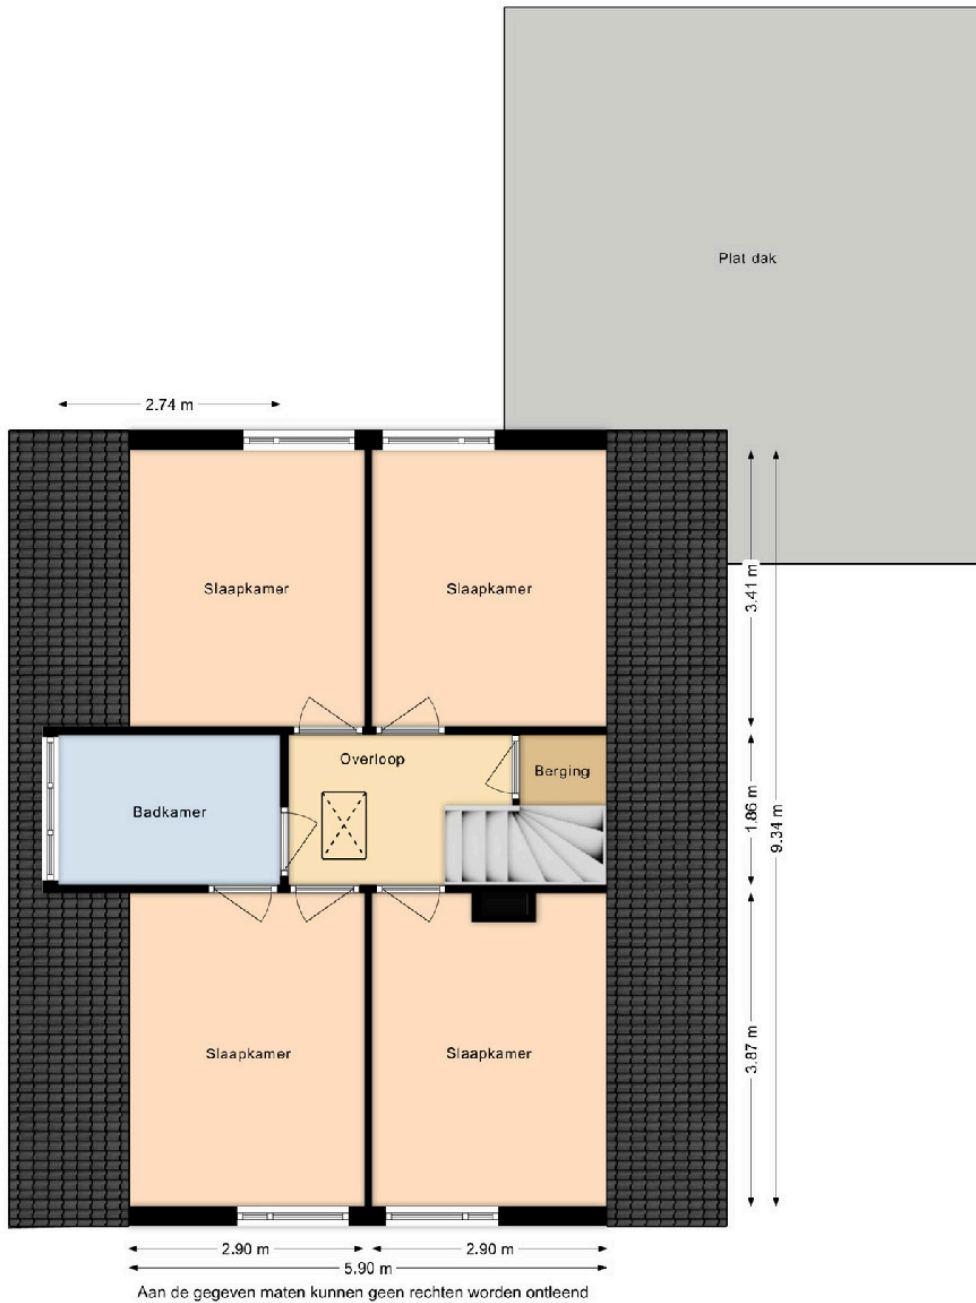 Plat dak
2.74 m
Slaapkamer
Slaapkamer
3.41 m
Overloop
Berging
Badkamer
1.86 m
9.34 m
Slaapkamer
Slaapkamer
3.87 m
2.90 m
2.90 m
5.90 m
Aan de gegeven maten kunnen geen rechten worden ontleend